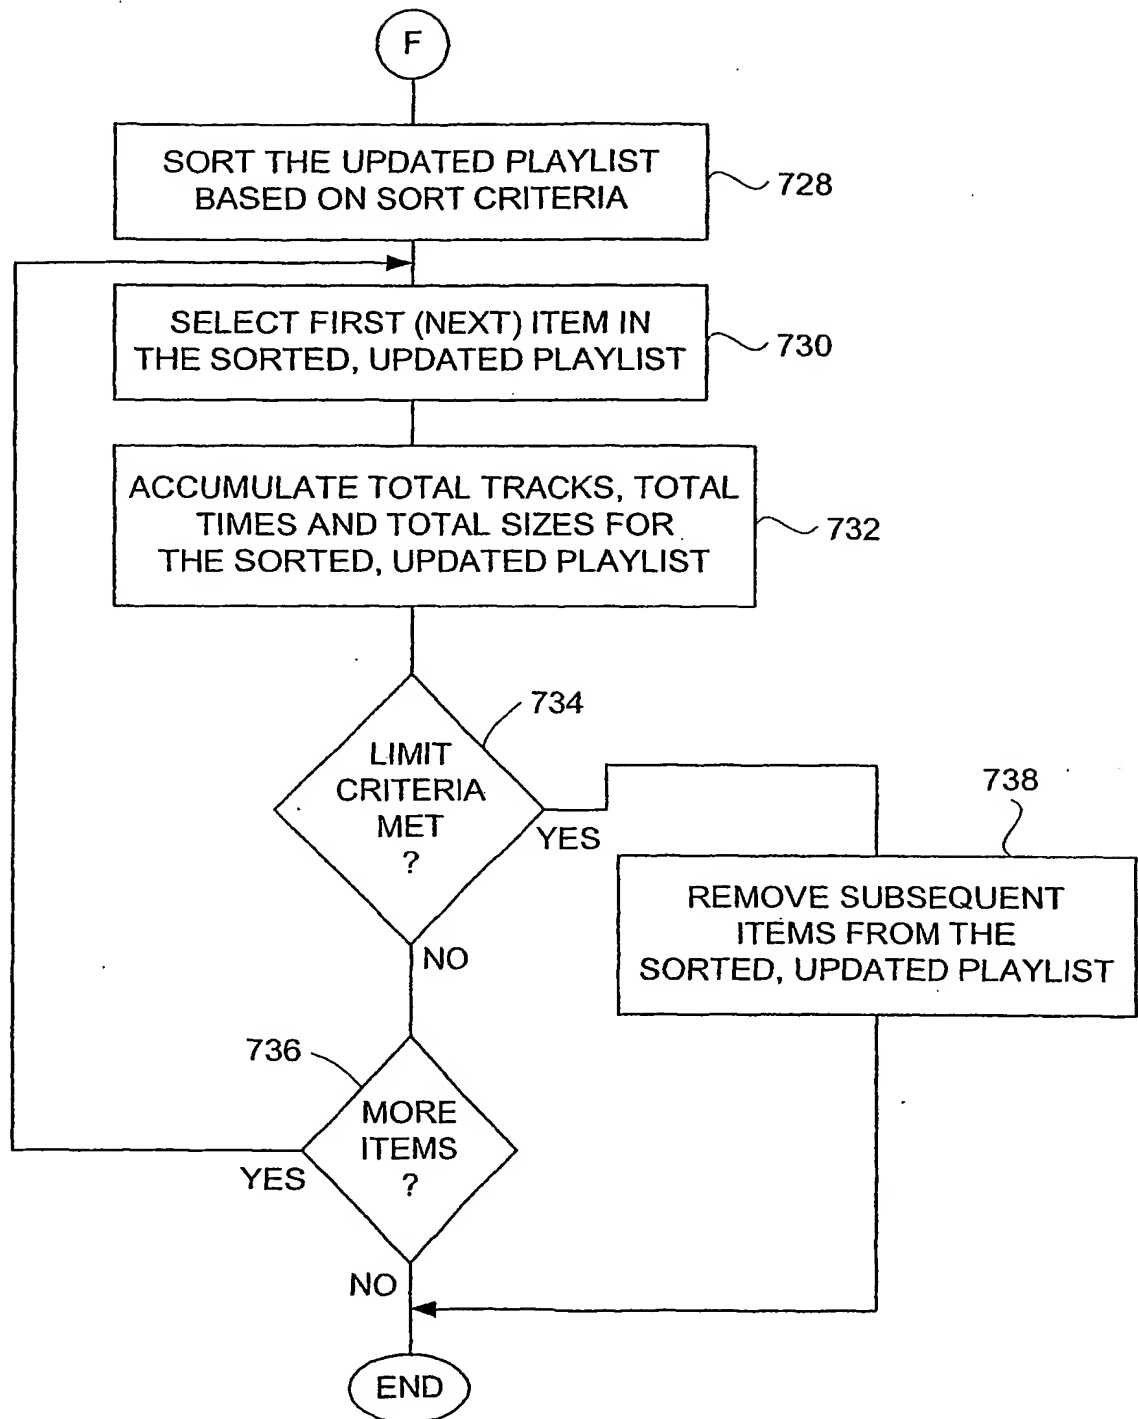 F
SORT THE UPDATED PLAYLIST
BASED ON SORT CRITERIA
728
SELECT FIRST (NEXT) ITEM IN
THE SORTED, UPDATED PLAYLIST
730
ACCUMULATE TOTAL TRACKS, TOTAL
TIMES AND TOTAL SIZES FOR
THE SORTED, UPDATED PLAYLIST
732
734
LIMIT
CRITERIA
MET
?
YES
NO
738
REMOVE SUBSEQUENT
ITEMS FROM THE
SORTED, UPDATED PLAYLIST
736
MORE
ITEMS
?
YES
NO
END